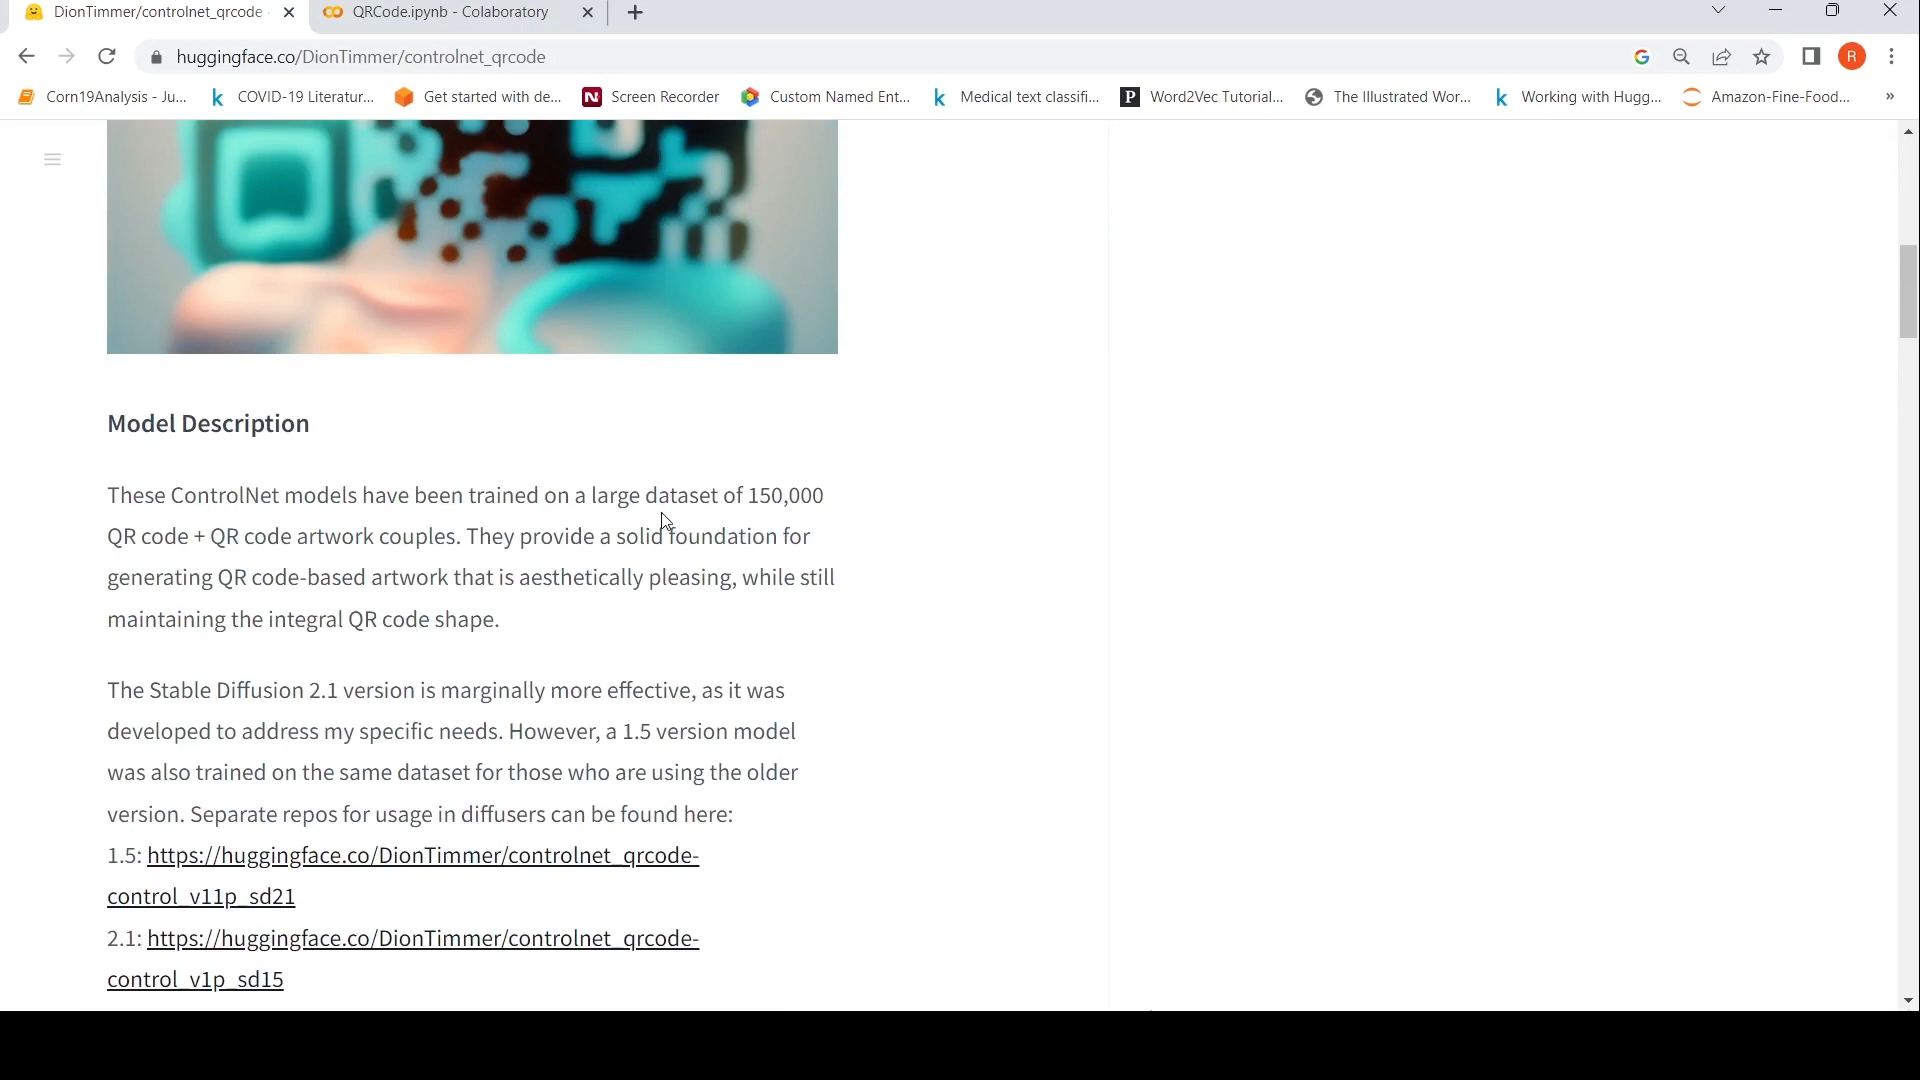 DionTimmer/controlnet_qrcode
QRCode.ipynb - Colaboratory
huggingface.co/DionTimmer/controlnet_qrcode
R
Corn19Analysis - Ju...
COVID-19 Literatur...
Get started with de...
Screen Recorder
Custom Named Ent...
Medical text classifi...
Word2Vec Tutorial...
The Illustrated Wor...
Working with Hugg...
Amazon-Fine-Food...
Model Description
These ControlNet models have been trained on a large dataset of 150,000
QR code + QR code artwork couples. They provide a solid foundation for
generating QR code-based artwork that is aesthetically pleasing, while still
maintaining the integral QR code shape.
The Stable Diffusion 2.1 version is marginally more effective, as it was
developed to address my specific needs. However, a 1.5 version model
was also trained on the same dataset for those who are using the older
version. Separate repos for usage in diffusers can be found here:
1.5: https://huggingface.co/DionTimmer/controlnet_qrcode-
control_v11p_sd21
2.1: https://huggingface.co/DionTimmer/controlnet_qrcode-
control_v1p_sd15